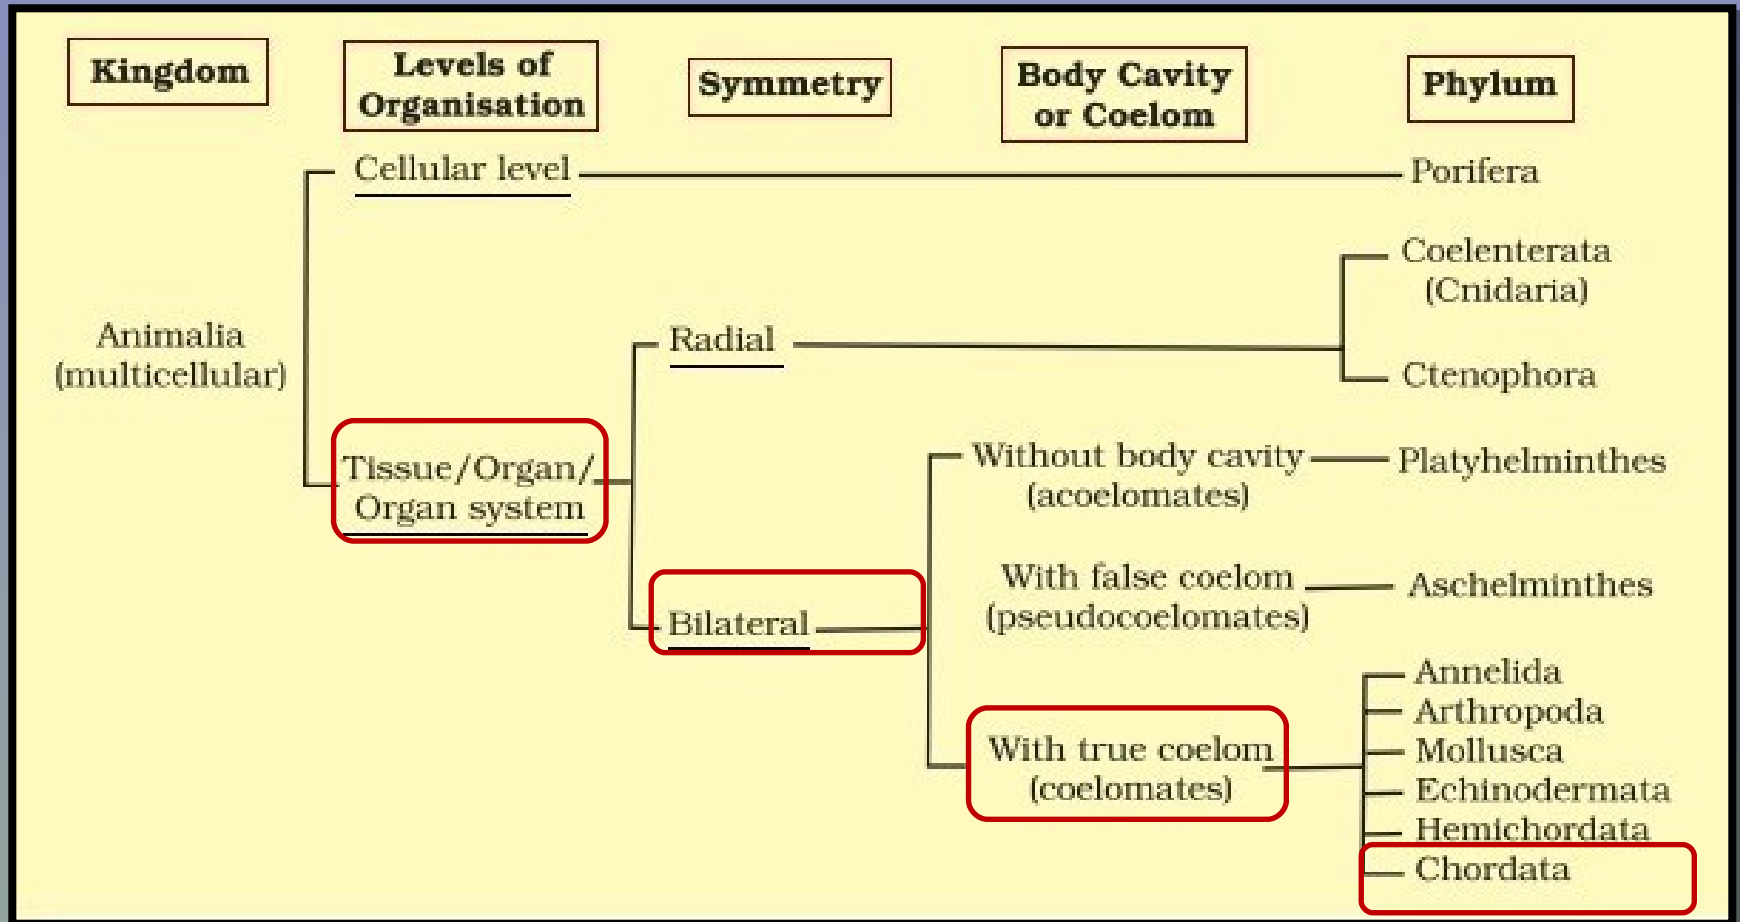 Kingdom
Levels of
Organisation
Symmetry
Body Cavity
or Coelom
Phylum
Cellular level
Porifera
Coelenterata
(Cnidaria)
Animalia
(multicellular)
Radial
Ctenophora
Tissue/Organ/
Organ system
Without body cavity
(acoelomates)
Platyhelminthes
With false coelom
(pseudocoelomates)
Aschelminthes
Bilateral
With true coelom
(coelomates)
Annelida
Arthropoda
Mollusca
Echinodermata
Hemichordata
Chordata